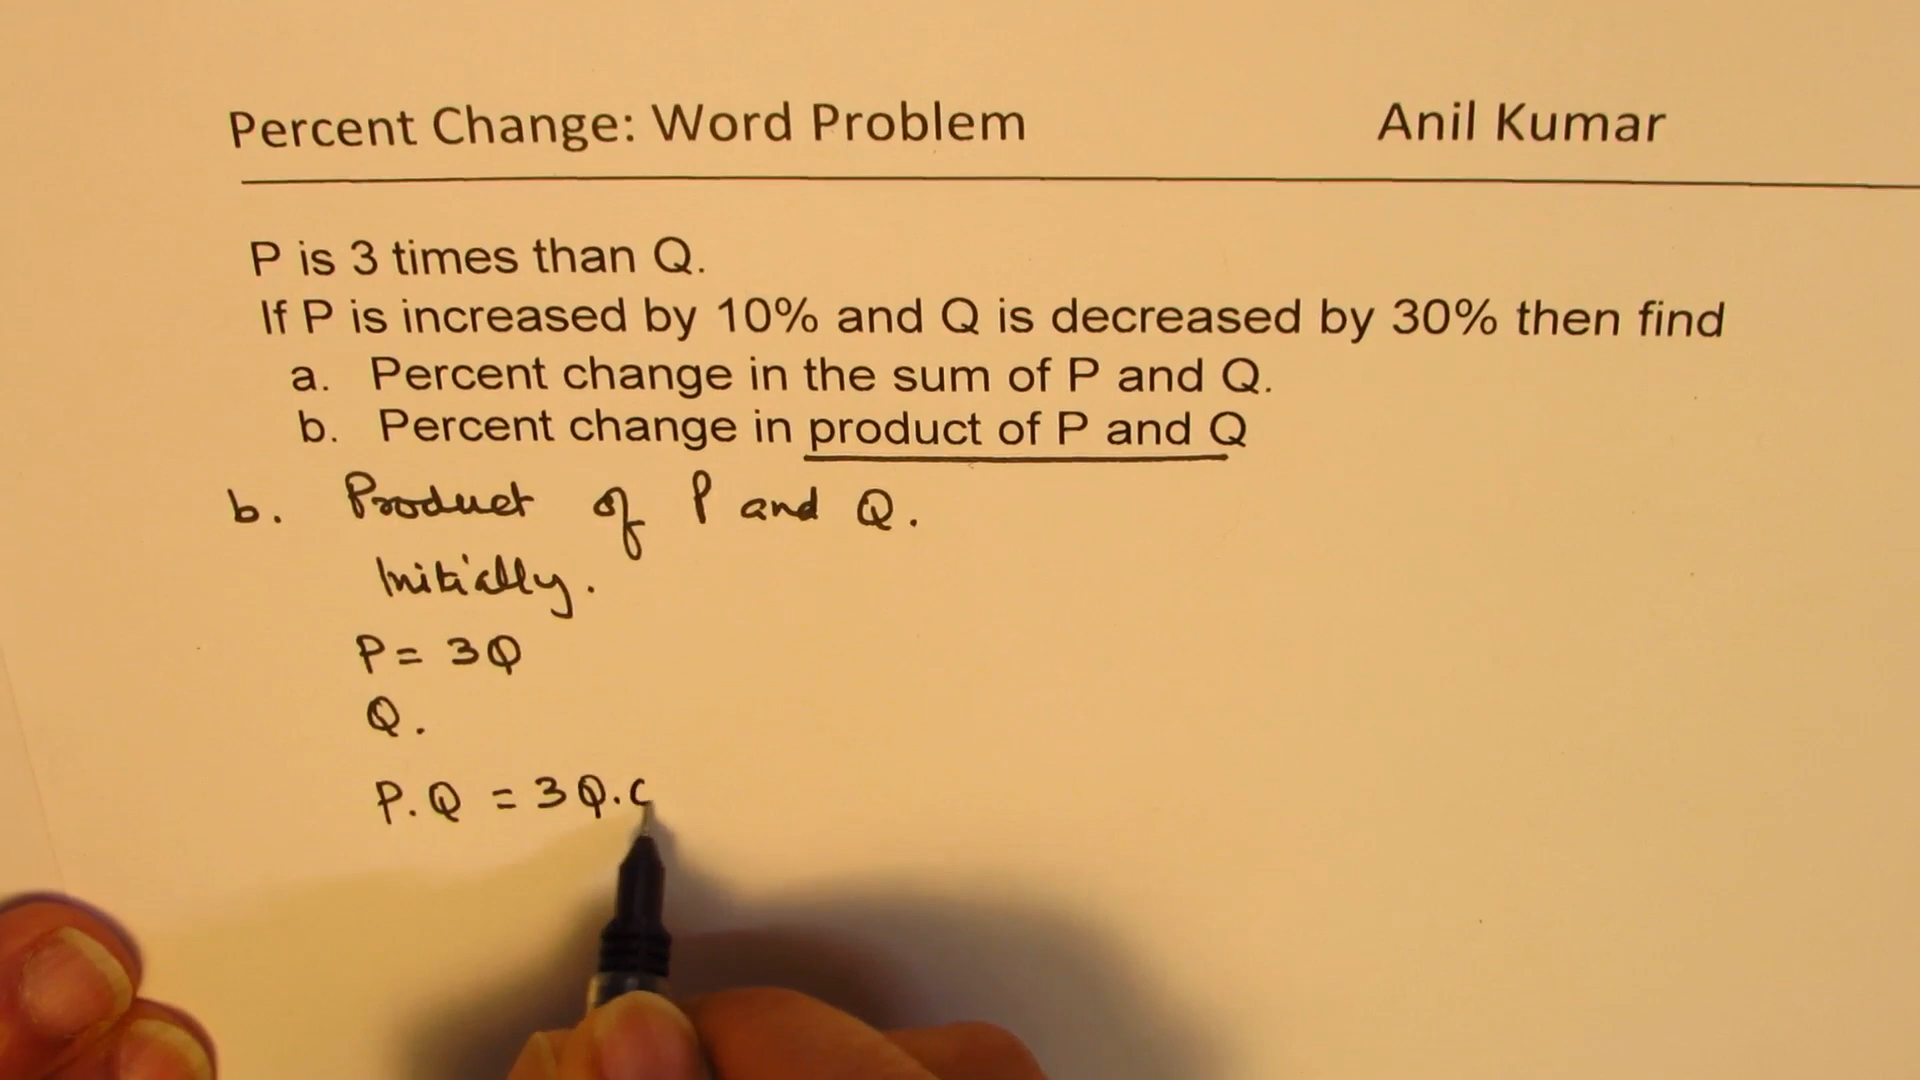 Percent Change: Word Problem Anil Kumar
P is 3 times than Q.
If P is increased by 10% and Q is decreased by 30% then find
a. Percent change in the sum of P and Q.
b. Percent change in product of P and Q
b. Product of P and Q.
Initially.
P = 3Q
Q.
P.Q = 3Q.